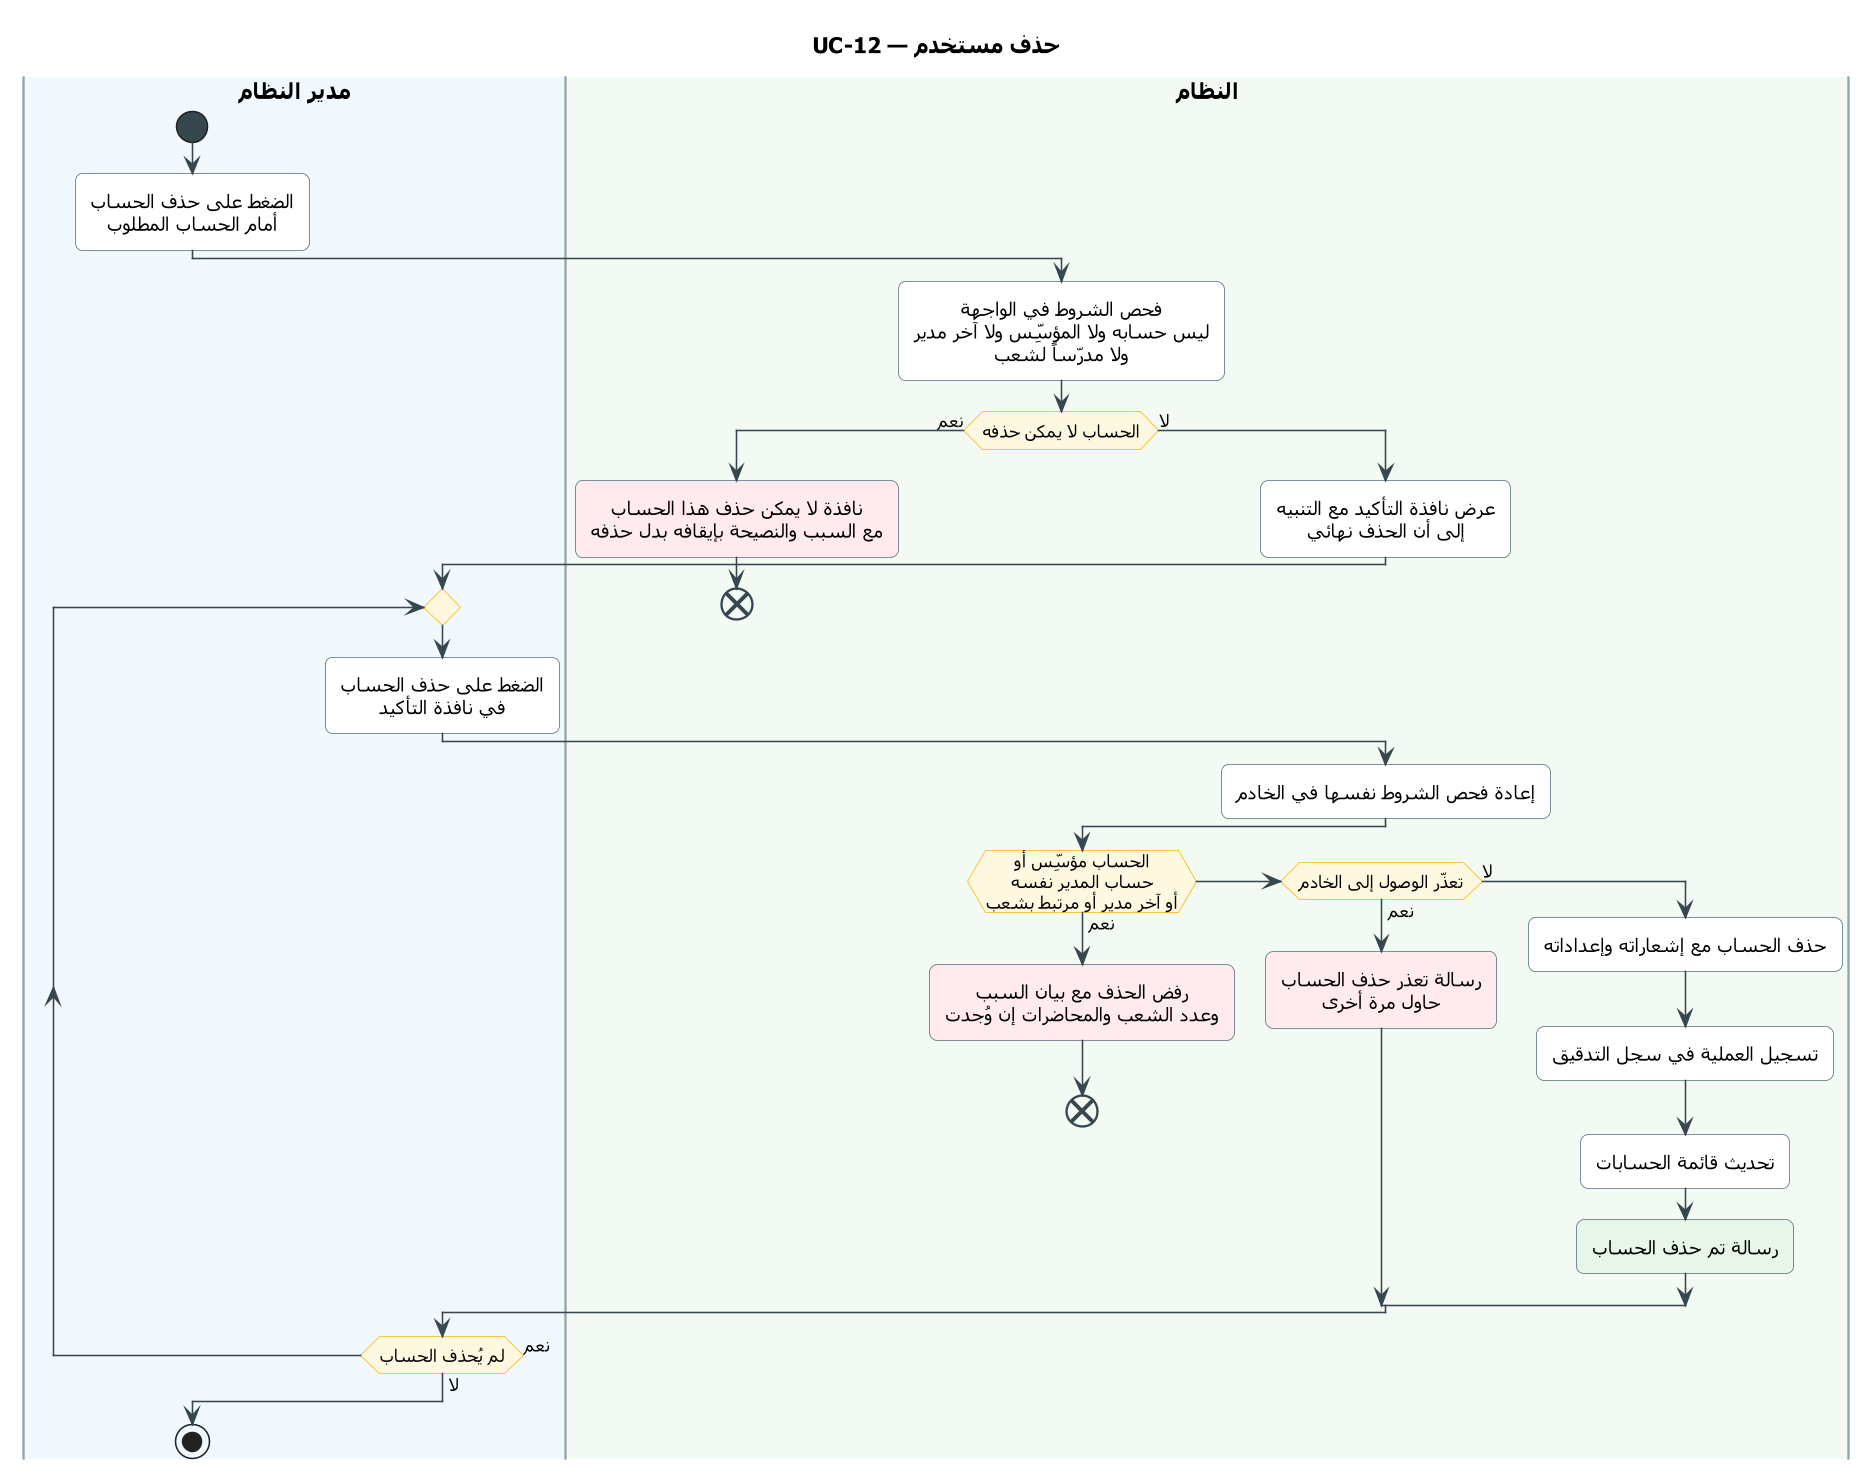 UC-12 — حذف مستخدم
مدير النظام
النظام
الضغط على حذف الحساب
أمام الحساب المطلوب
فحص الشروط في الواجهة
ليس حسابه ولا المؤسِّس ولا آخر مدير
ولا مدرّساً لشعب
الحساب لا يمكن حذفه
نعم
لا
نافذة لا يمكن حذف هذا الحساب
مع السبب والنصيحة بإيقافه بدل حذفه
عرض نافذة التأكيد مع التنبيه
إلى أن الحذف نهائي
الضغط على حذف الحساب
في نافذة التأكيد
إعادة فحص الشروط نفسها في الخادم
الحساب مؤسِّس أو
حساب المدير نفسه
أو آخر مدير أو مرتبط بشعب
نعم
تعذّر الوصول إلى الخادم
لا
نعم
رفض الحذف مع بيان السبب
وعدد الشعب والمحاضرات إن وُجدت
رسالة تعذر حذف الحساب
حاول مرة أخرى
حذف الحساب مع إشعاراته وإعداداته
تسجيل العملية في سجل التدقيق
تحديث قائمة الحسابات
رسالة تم حذف الحساب
لم يُحذف الحساب
نعم
لا